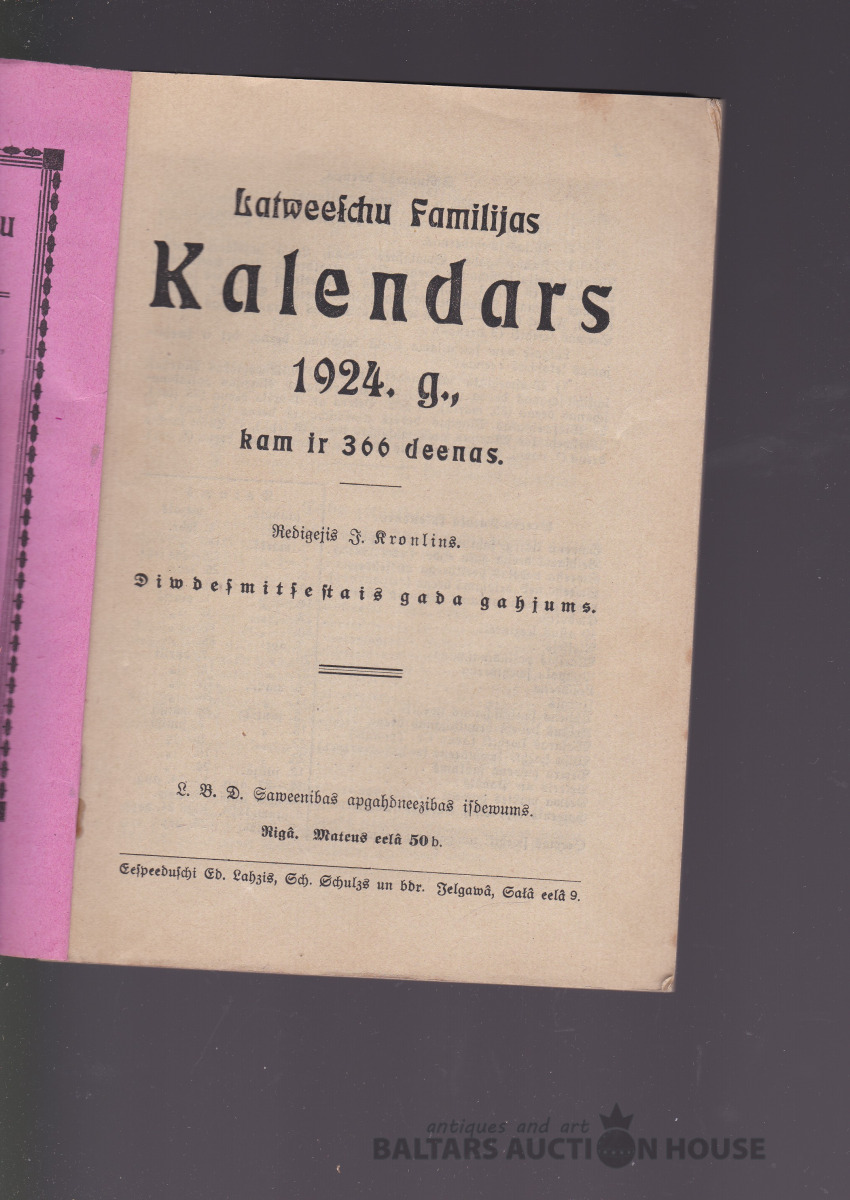 u
Latweeſchu Familijas
Kalendars
1924. g.,
kam ir 366 deenas.
Redigejis J. Kronlins.
Diwdeſmitſeſtais gada gahjums.
L. B. D. Saweenibas apgahdneezibas iſdewums.
Rigâ. Mateus eelâ 50 b.
Eeſpeeduſchi Ed. Lahzis, Sch. Schulzs un bdr. Jelgawâ, Saƚâ eelâ 9.
antiques and art
BALTARS AUCTION HOUSE